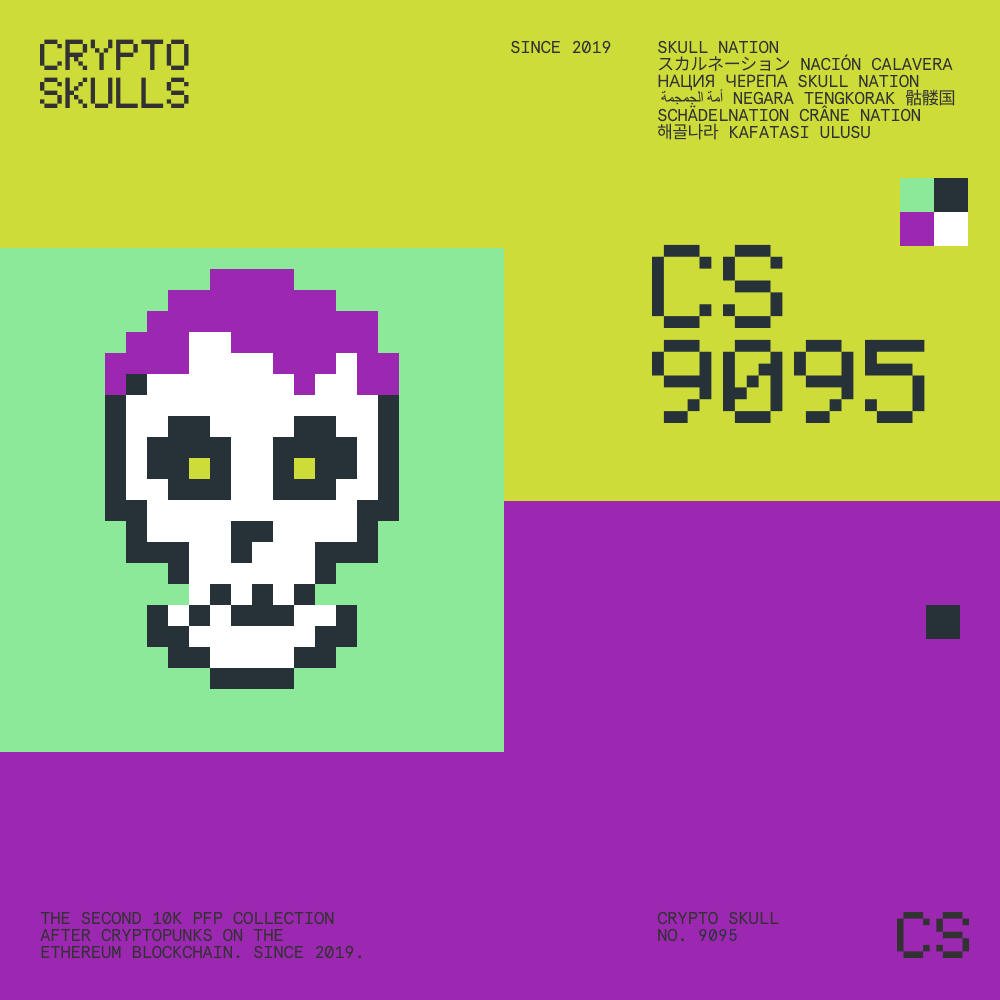 CRYPTO
SKULLS
SINCE 2019
SKULL NATION
スカルネーション NACIÓN CALAVERA
НАЦИЯ ЧЕРЕПА SKULL NATION
أمة الجمجمة NEGARA TENGKORAK 骷髅国
SCHÄDELNATION CRÂNE NATION
해골나라 KAFATASI ULUSU
CS
9095
THE SECOND 10K PFP COLLECTION
AFTER CRYPTOPUNKS ON THE
ETHEREUM BLOCKCHAIN. SINCE 2019.
CRYPTO SKULL
NO. 9095
CS